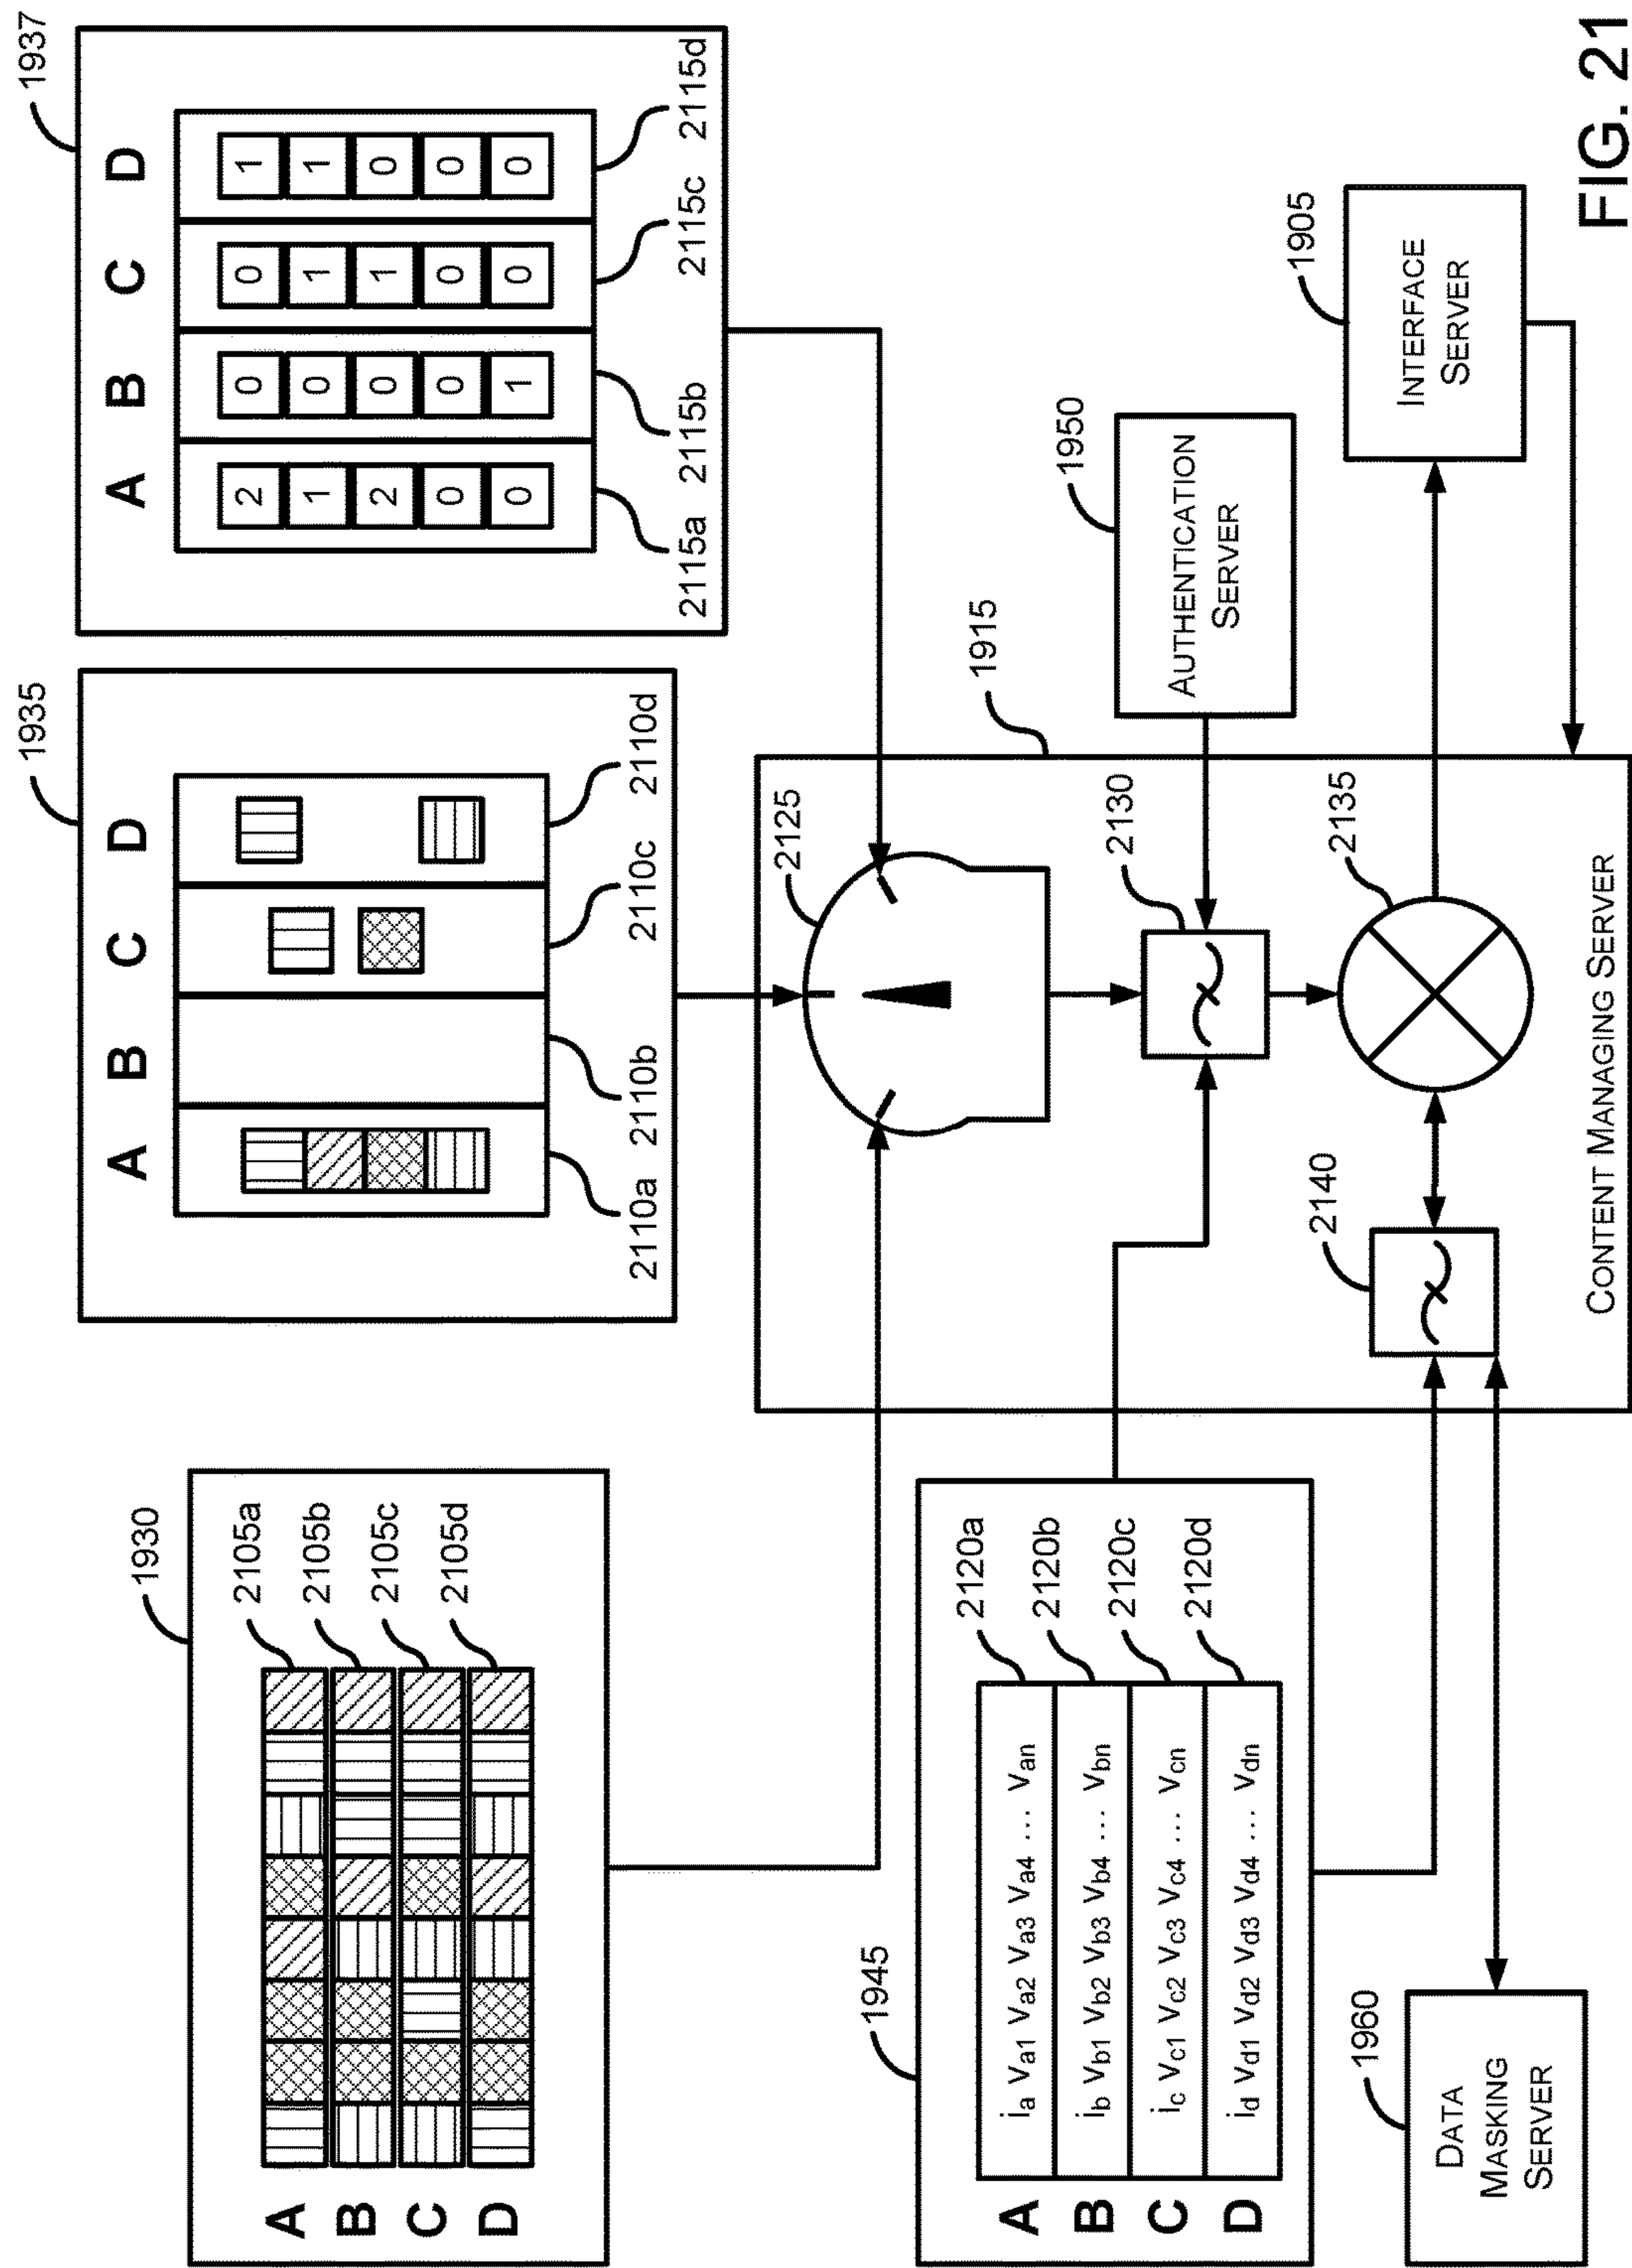 1930
A 2105a
B 2105b
C 2105c
D 2105d
1935
A B C D
2110a 2110b 2110c 2110d
1937
A B C D
2 0 0 1
1 0 1 1
2 0 1 0
0 0 0 0
0 1 0 0
2115a 2115b 2115c 2115d
1945
A ia va1 va2 va3 va4 ... van 2120a
B ib vb1 vb2 vb3 vb4 ... vbn 2120b
C ic vc1 vc2 vc3 vc4 ... vcn 2120c
D id vd1 vd2 vd3 vd4 ... vdn 2120d
2125
1915
2130
1950
AUTHENTICATION
SERVER
2140
2135
1905
INTERFACE
SERVER
1960
DATA
MASKING
SERVER
CONTENT MANAGING SERVER
FIG. 21